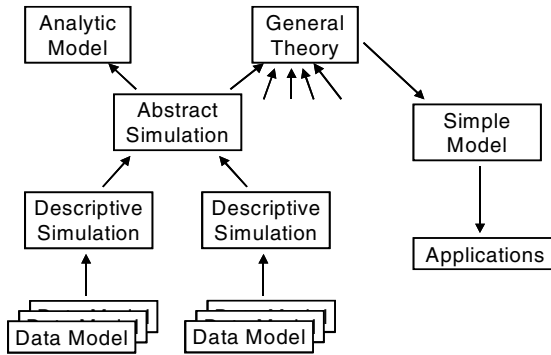 Analytic
Model
General
Theory
Abstract
Simulation
Simple
Model
Descriptive
Simulation
Descriptive
Simulation
Applications
Data Model
Data Model